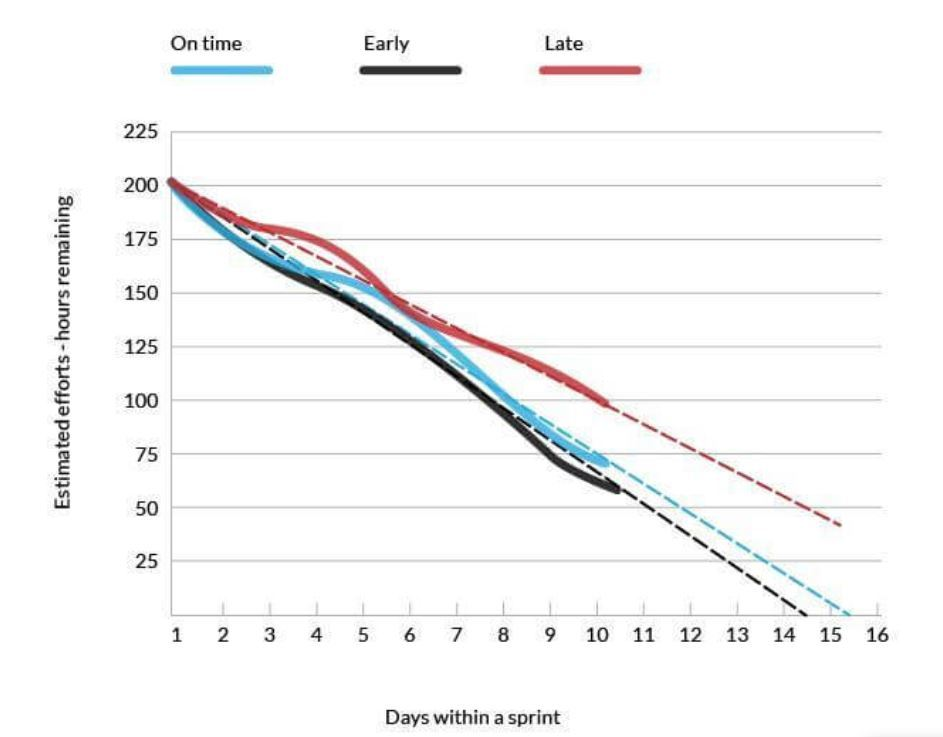 On time Early Late
225
200
175
150
125
100
75
50
25
Estimated efforts - hours remaining
1 2 3 4 5 6 7 8 9 10 11 12 13 14 15 16
Days within a sprint